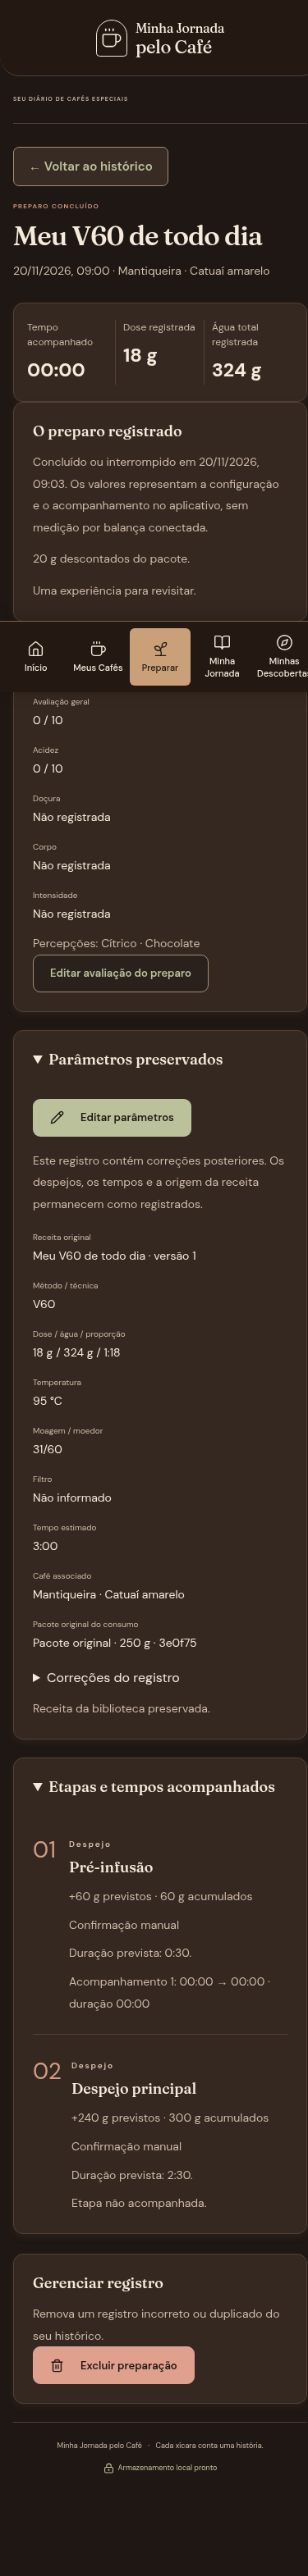 Minha Jornada
pelo Café
SEU DIÁRIO DE CAFÉS ESPECIAIS
← Voltar ao histórico
PREPARO CONCLUÍDO
Meu V60 de todo dia
20/11/2026, 09:00 · Mantiqueira · Catuaí amarelo
Tempo
acompanhado
00:00
Dose registrada
18 g
Água total
registrada
324 g
O preparo registrado
Concluído ou interrompido em 20/11/2026,
09:03. Os valores representam a configuração
e o acompanhamento no aplicativo, sem
medição por balança conectada.
20 g descontados do pacote.
Uma experiência para revisitar.
Início
Meus Cafés
Preparar
Minha
Jornada
Minhas
Descobertas
Avaliação geral
0 / 10
Acidez
0 / 10
Doçura
Não registrada
Corpo
Não registrada
Intensidade
Não registrada
Percepções: Cítrico · Chocolate
Editar avaliação do preparo
▼ Parâmetros preservados
Editar parâmetros
Este registro contém correções posteriores. Os
despejos, os tempos e a origem da receita
permanecem como registrados.
Receita original
Meu V60 de todo dia · versão 1
Método / técnica
V60
Dose / água / proporção
18 g / 324 g / 1:18
Temperatura
95 °C
Moagem / moedor
31/60
Filtro
Não informado
Tempo estimado
3:00
Café associado
Mantiqueira · Catuaí amarelo
Pacote original do consumo
Pacote original · 250 g · 3e0f75
▶ Correções do registro
Receita da biblioteca preservada.
▼ Etapas e tempos acompanhados
01
Despejo
Pré-infusão
+60 g previstos · 60 g acumulados
Confirmação manual
Duração prevista: 0:30.
Acompanhamento 1: 00:00 → 00:00 ·
duração 00:00
02
Despejo
Despejo principal
+240 g previstos · 300 g acumulados
Confirmação manual
Duração prevista: 2:30.
Etapa não acompanhada.
Gerenciar registro
Remova um registro incorreto ou duplicado do
seu histórico.
Excluir preparação
Minha Jornada pelo Café · Cada xícara conta uma história.
Armazenamento local pronto